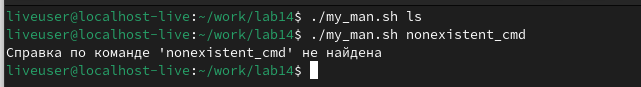 liveuser@localhost-live:~/work/lab14$ ./my_man.sh ls
liveuser@localhost-live:~/work/lab14$ ./my_man.sh nonexistent_cmd
Справка по команде 'nonexistent_cmd' не найдена
liveuser@localhost-live:~/work/lab14$